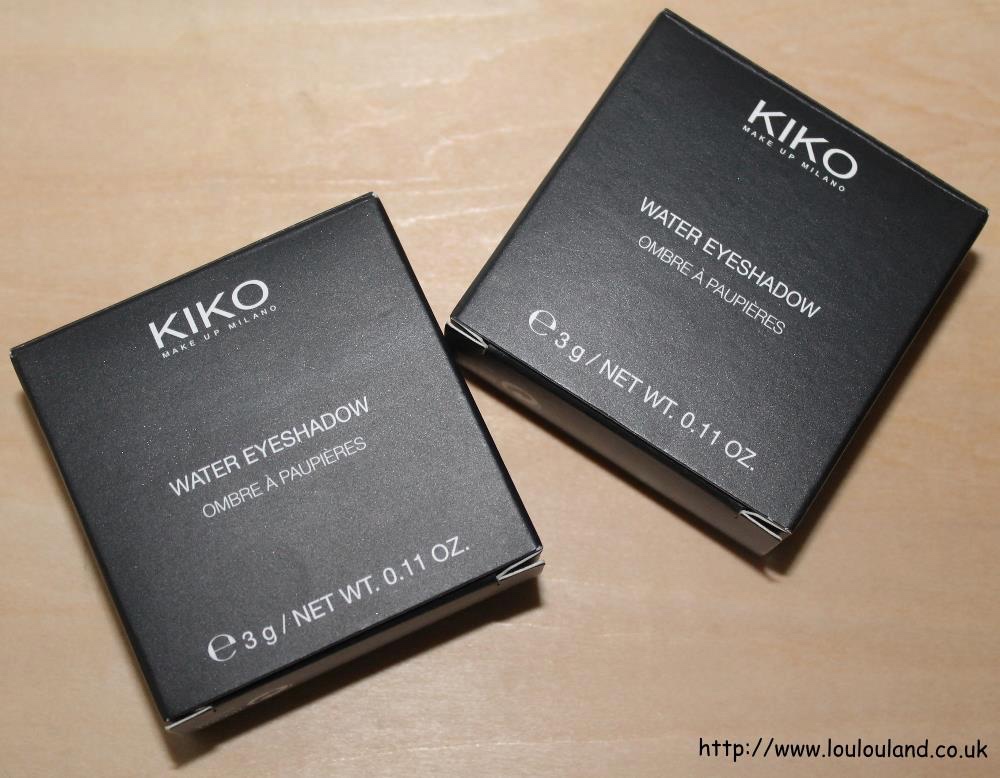 KIKO
MAKE UP MILANO
WATER EYESHADOW
OMBRE À PAUPIÈRES
℮ 3 g / NET WT. 0.11 OZ.
KIKO
MAKE UP MILANO
WATER EYESHADOW
OMBRE À PAUPIÈRES
℮ 3 g / NET WT. 0.11 OZ.
http://www.loulouland.co.uk